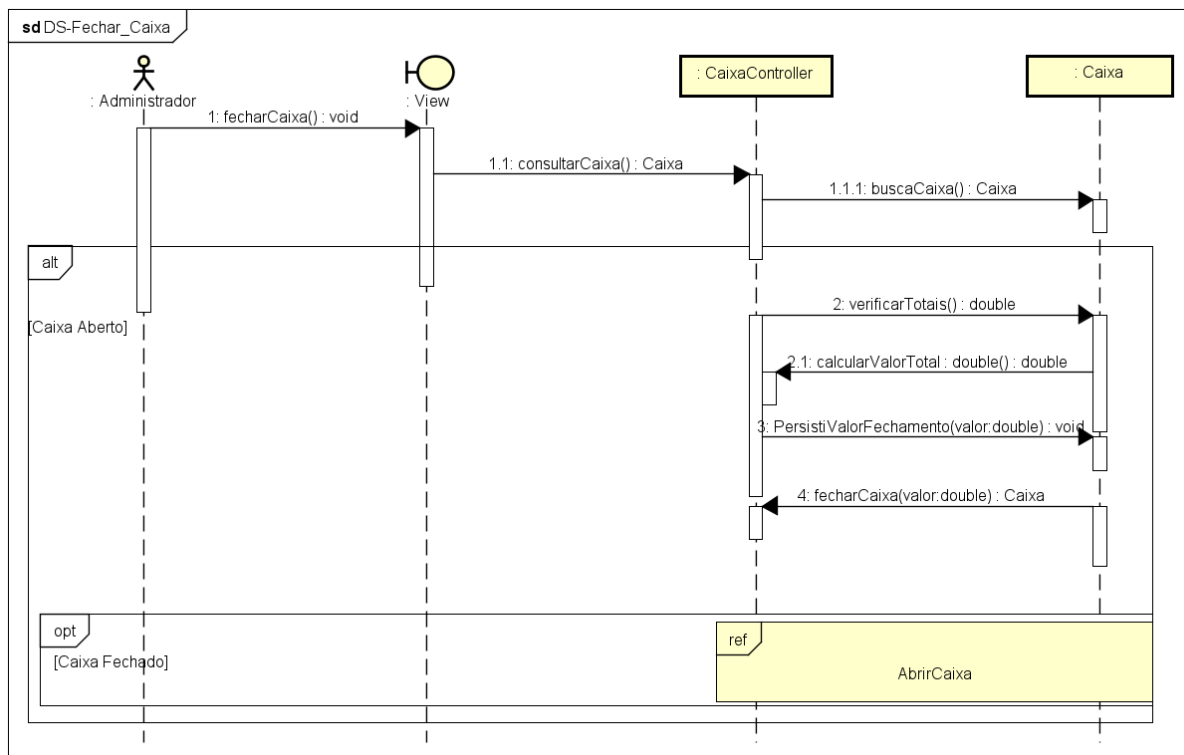 sd DS-Fechar_Caixa
: Administrador
: View
: CaixaController
: Caixa
1: fecharCaixa() : void
1.1: consultarCaixa() : Caixa
1.1.1: buscaCaixa() : Caixa
alt
[Caixa Aberto]
2: verificarTotais() : double
2.1: calcularValorTotal : double() : double
3: PersistiValorFechamento(valor:double) : void
4: fecharCaixa(valor:double) : Caixa
opt
[Caixa Fechado]
ref
AbrirCaixa